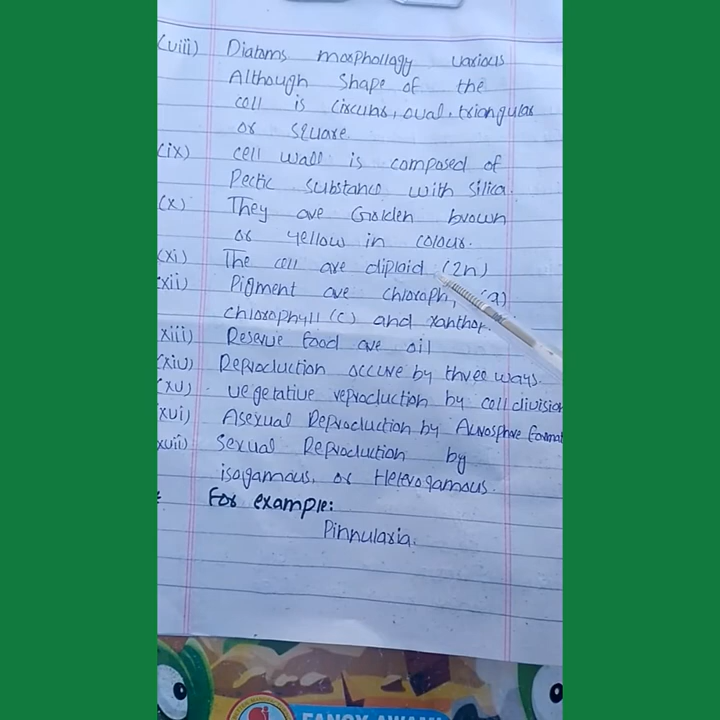 (viii) Diatoms morphollagy various
Although shape of the
cell is circular, oval, triangular
or square
(ix) cell wall is composed of
Pectic substance with silica.
(x) They are Golden brown
or yellow in colour.
(xi) The cell are diploid (2n)
xii) Pigment are chloroph, (a)
chlorophyll (c) and xanthop.
xiii) Reserve food are oil
(xiv) Reproduction occure by three ways.
(xv) . vegetative reproduction by cell division
xvi) Asexual Reproduction by Auxosphore format
xvii) Sexual Reproduction by
isogamous, or Heterogamous.
For example:
Pinnularia.
FANCY AWAMI